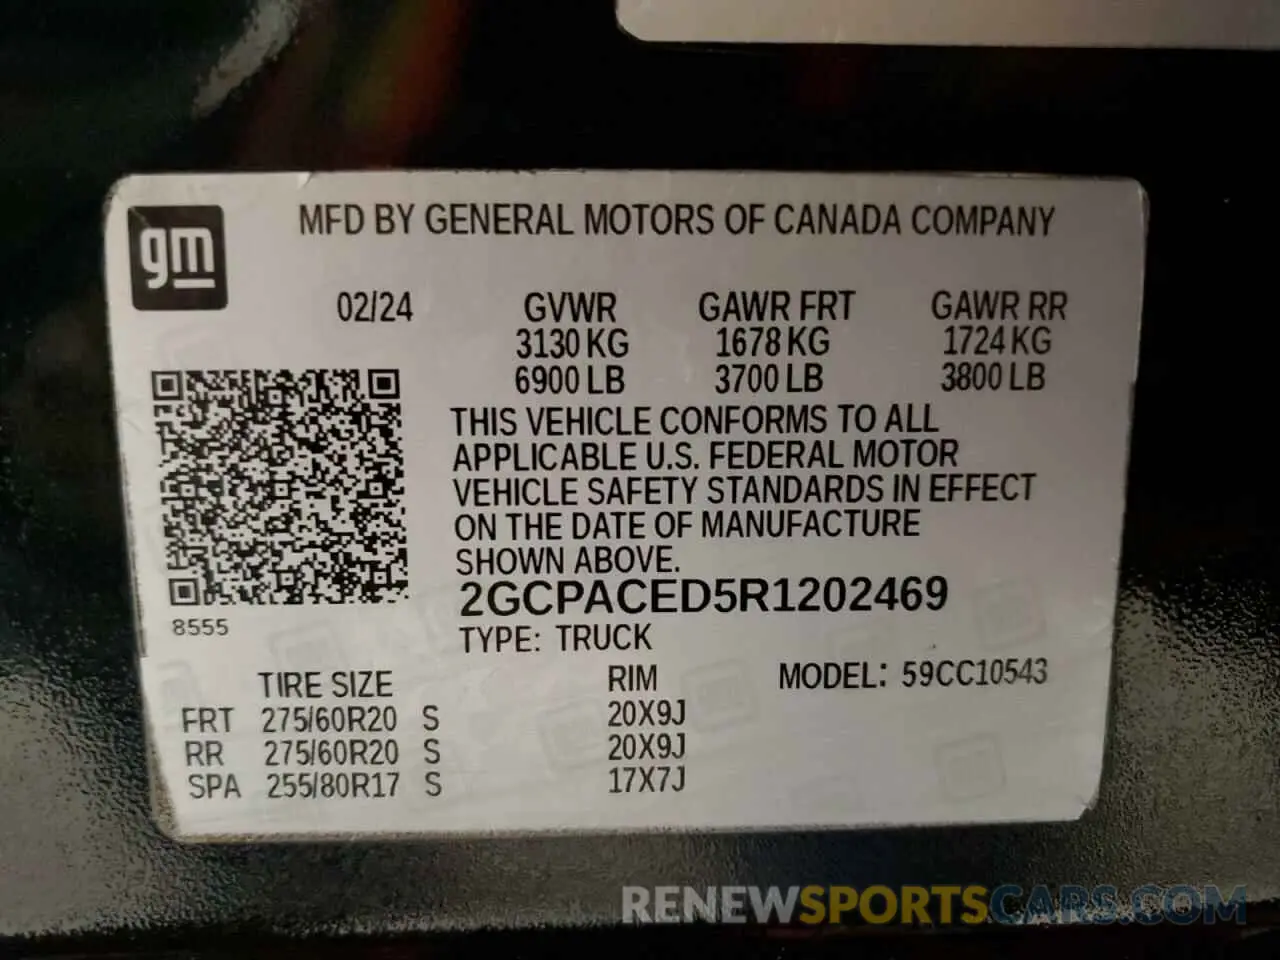 MFD BY GENERAL MOTORS OF CANADA COMPANY
gm
02/24 GVWR GAWR FRT GAWR RR
3130 KG 1678 KG 1724 KG
6900 LB 3700 LB 3800 LB
THIS VEHICLE CONFORMS TO ALL
APPLICABLE U.S. FEDERAL MOTOR
VEHICLE SAFETY STANDARDS IN EFFECT
ON THE DATE OF MANUFACTURE
SHOWN ABOVE.
2GCPACED5R1202469
8555
TYPE: TRUCK
TIRE SIZE RIM MODEL: 59CC10543
FRT 275/60R20 S 20X9J
RR 275/60R20 S 20X9J
SPA 255/80R17 S 17X7J
RENEWSPORTSCARS.COM